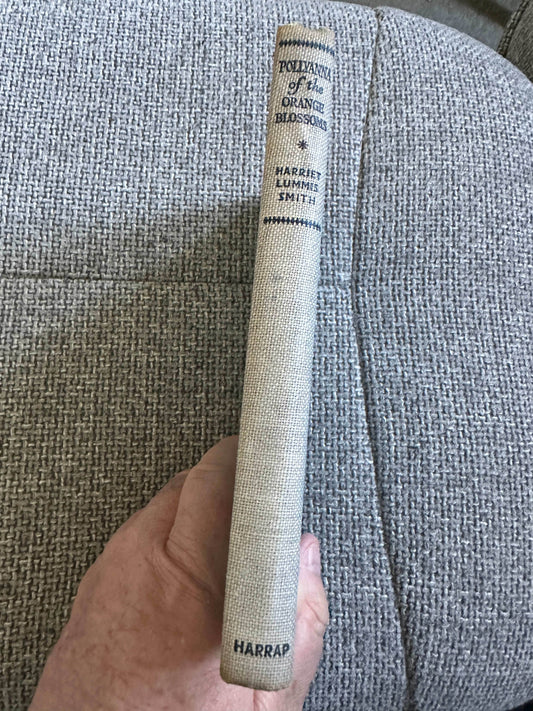 POLLYANNA
of the
ORANGE
BLOSSOMS
*
HARRIET
LUMMIS
SMITH
HARRAP